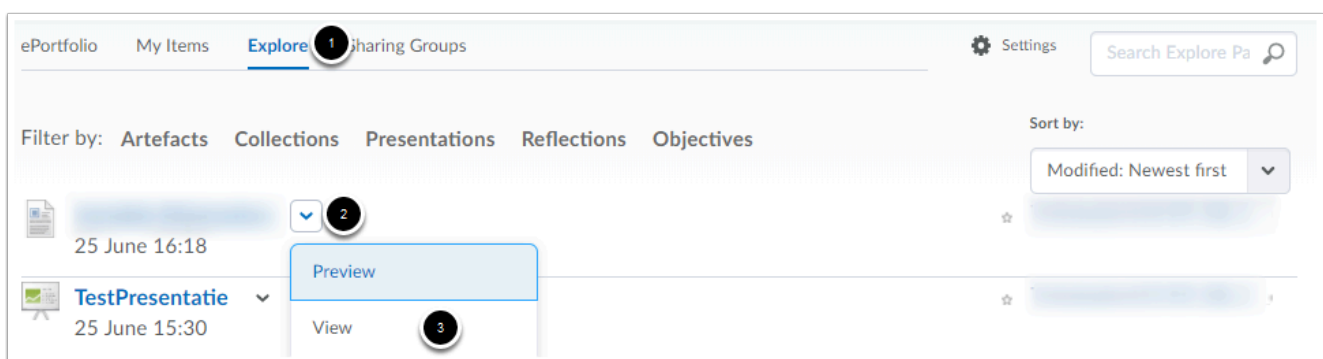 ePortfolio My Items Explore 1 Sharing Groups Settings Search Explore Pa
Filter by: Artefacts Collections Presentations Reflections Objectives
Sort by:
Modified: Newest first
2
25 June 16:18
Preview
TestPresentatie
25 June 15:30
View 3